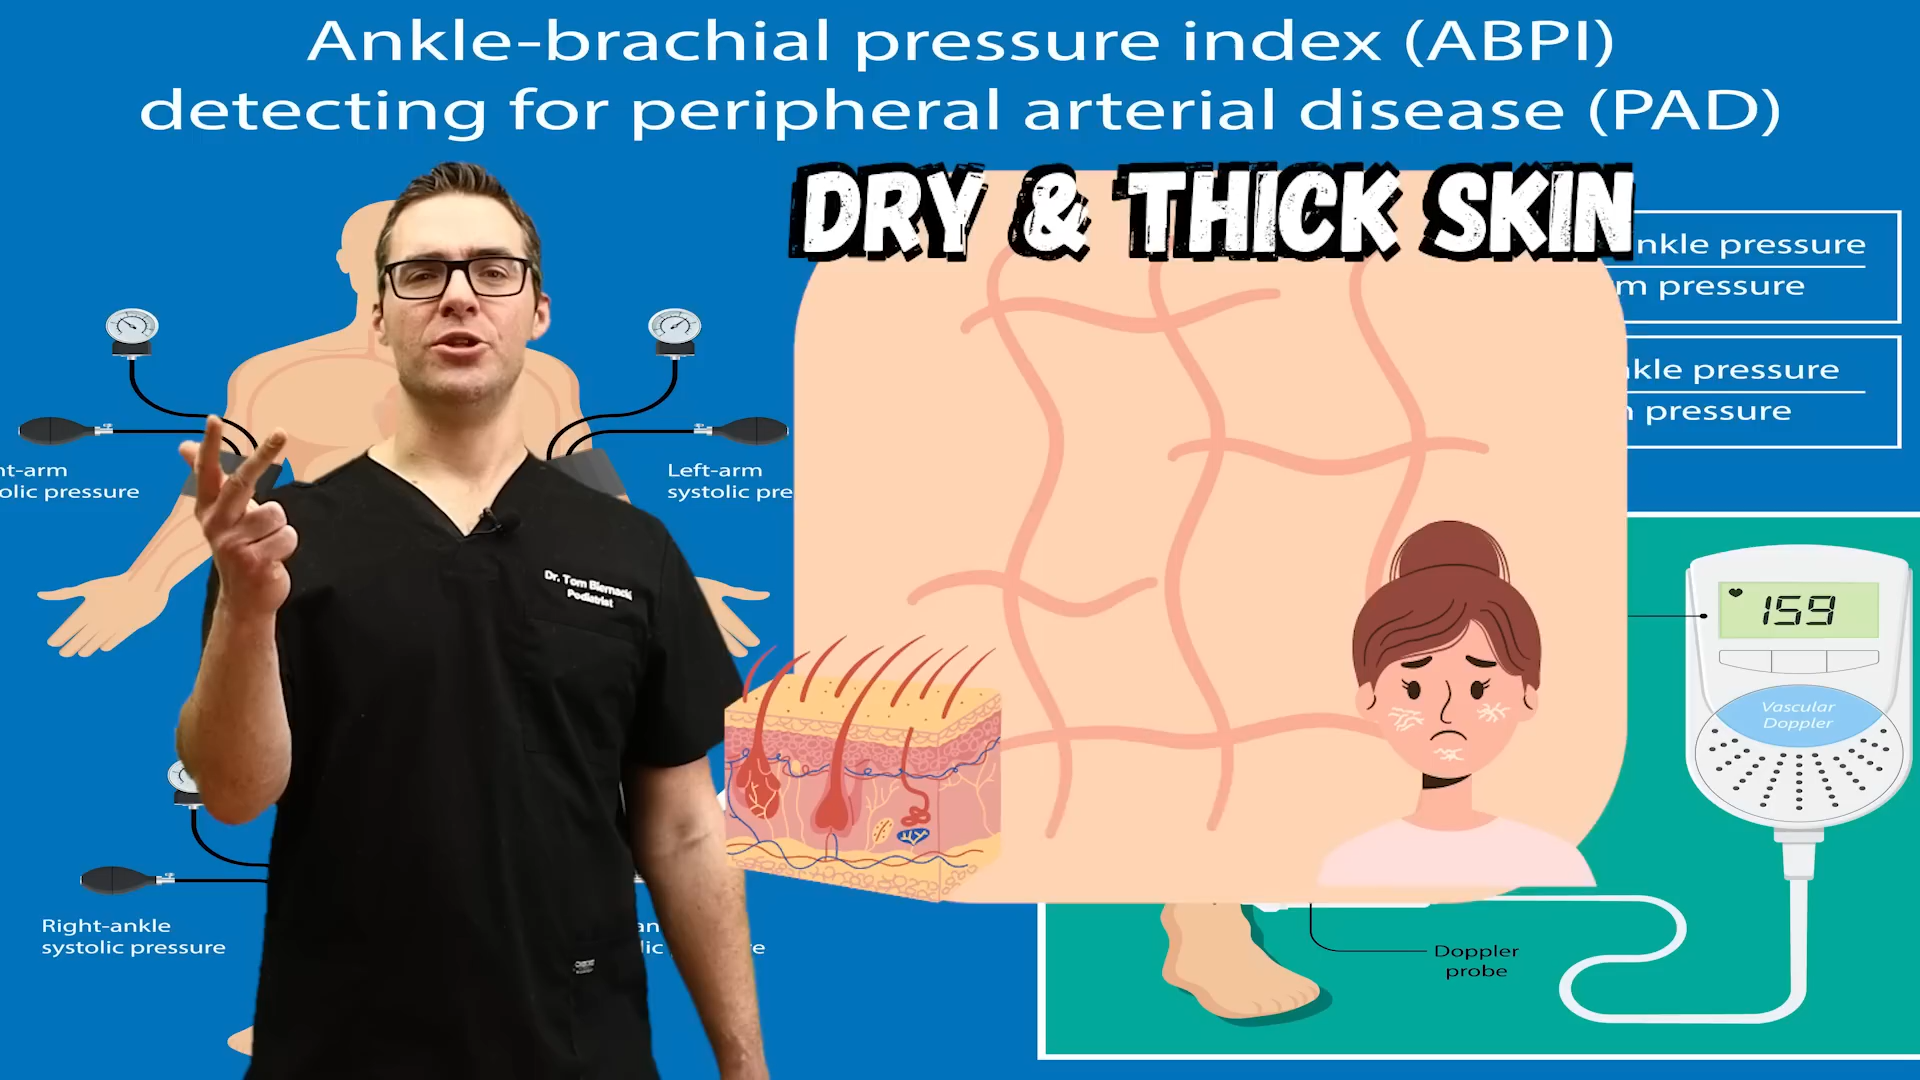 Ankle-brachial pressure index (ABPI)
detecting for peripheral arterial disease (PAD)
DRY & THICK SKIN
nkle pressure
m pressure
kle pressure
pressure
Left-arm
systolic pre
nt-arm
olic pressure
Dr. Tom Biernacki
Podiatrist
159
Vascular
Doppler
Right-ankle
systolic pressure
an
lic
e
Doppler
probe